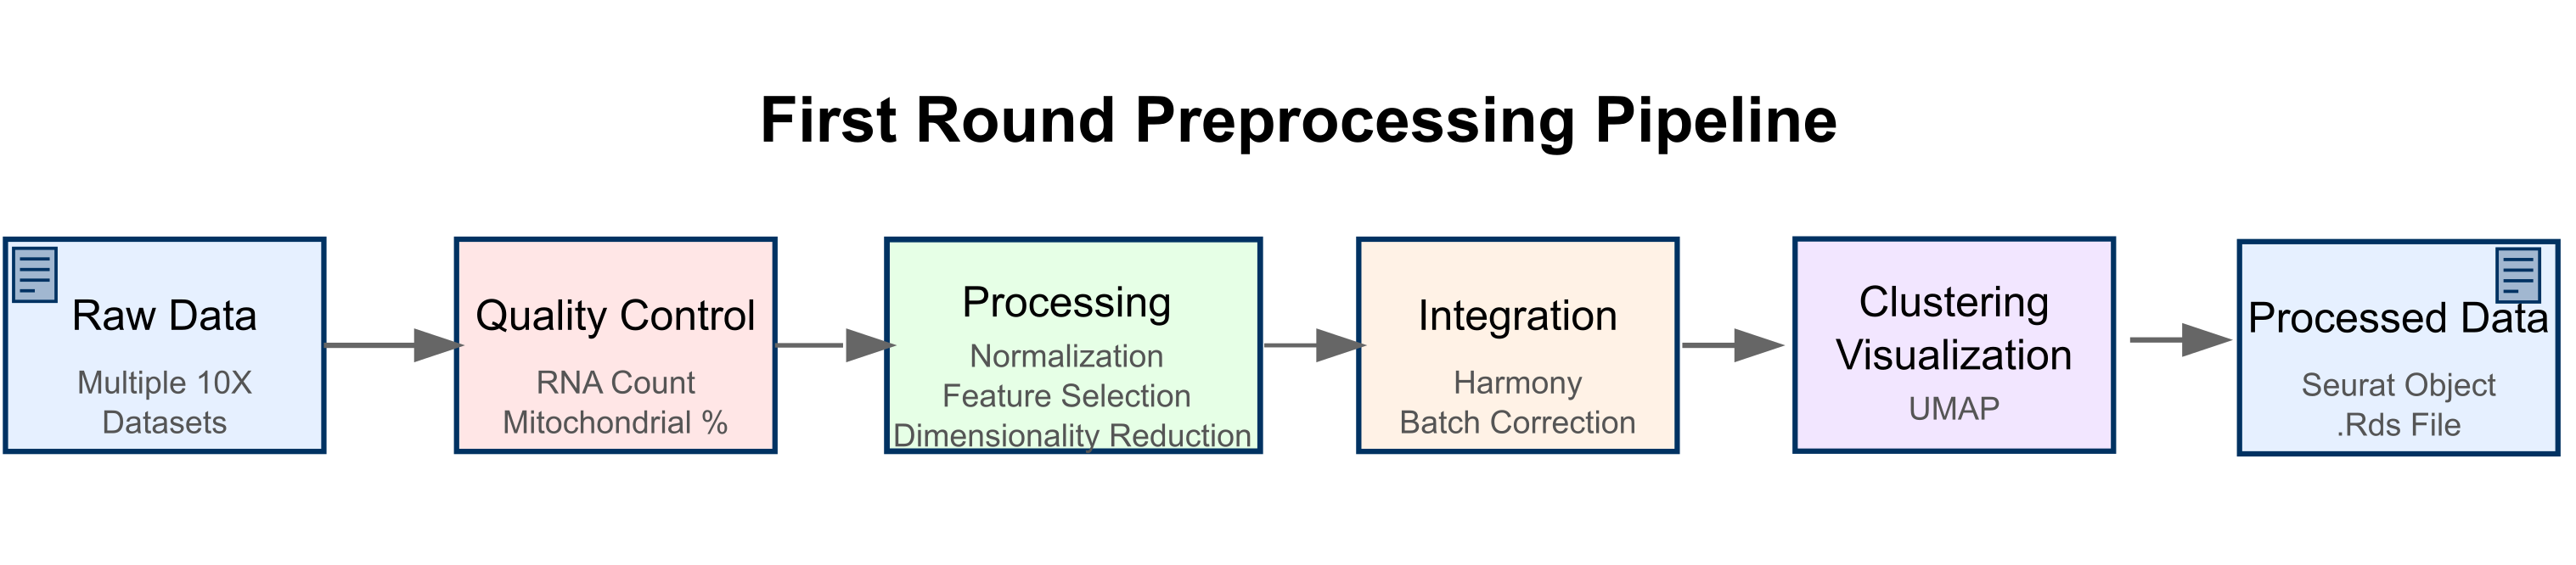 First Round Preprocessing Pipeline
Raw Data
Multiple 10X
Datasets
Quality Control
RNA Count
Mitochondrial %
Processing
Normalization
Feature Selection
Dimensionality Reduction
Integration
Harmony
Batch Correction
Clustering
Visualization
UMAP
Processed Data
Seurat Object
.Rds File